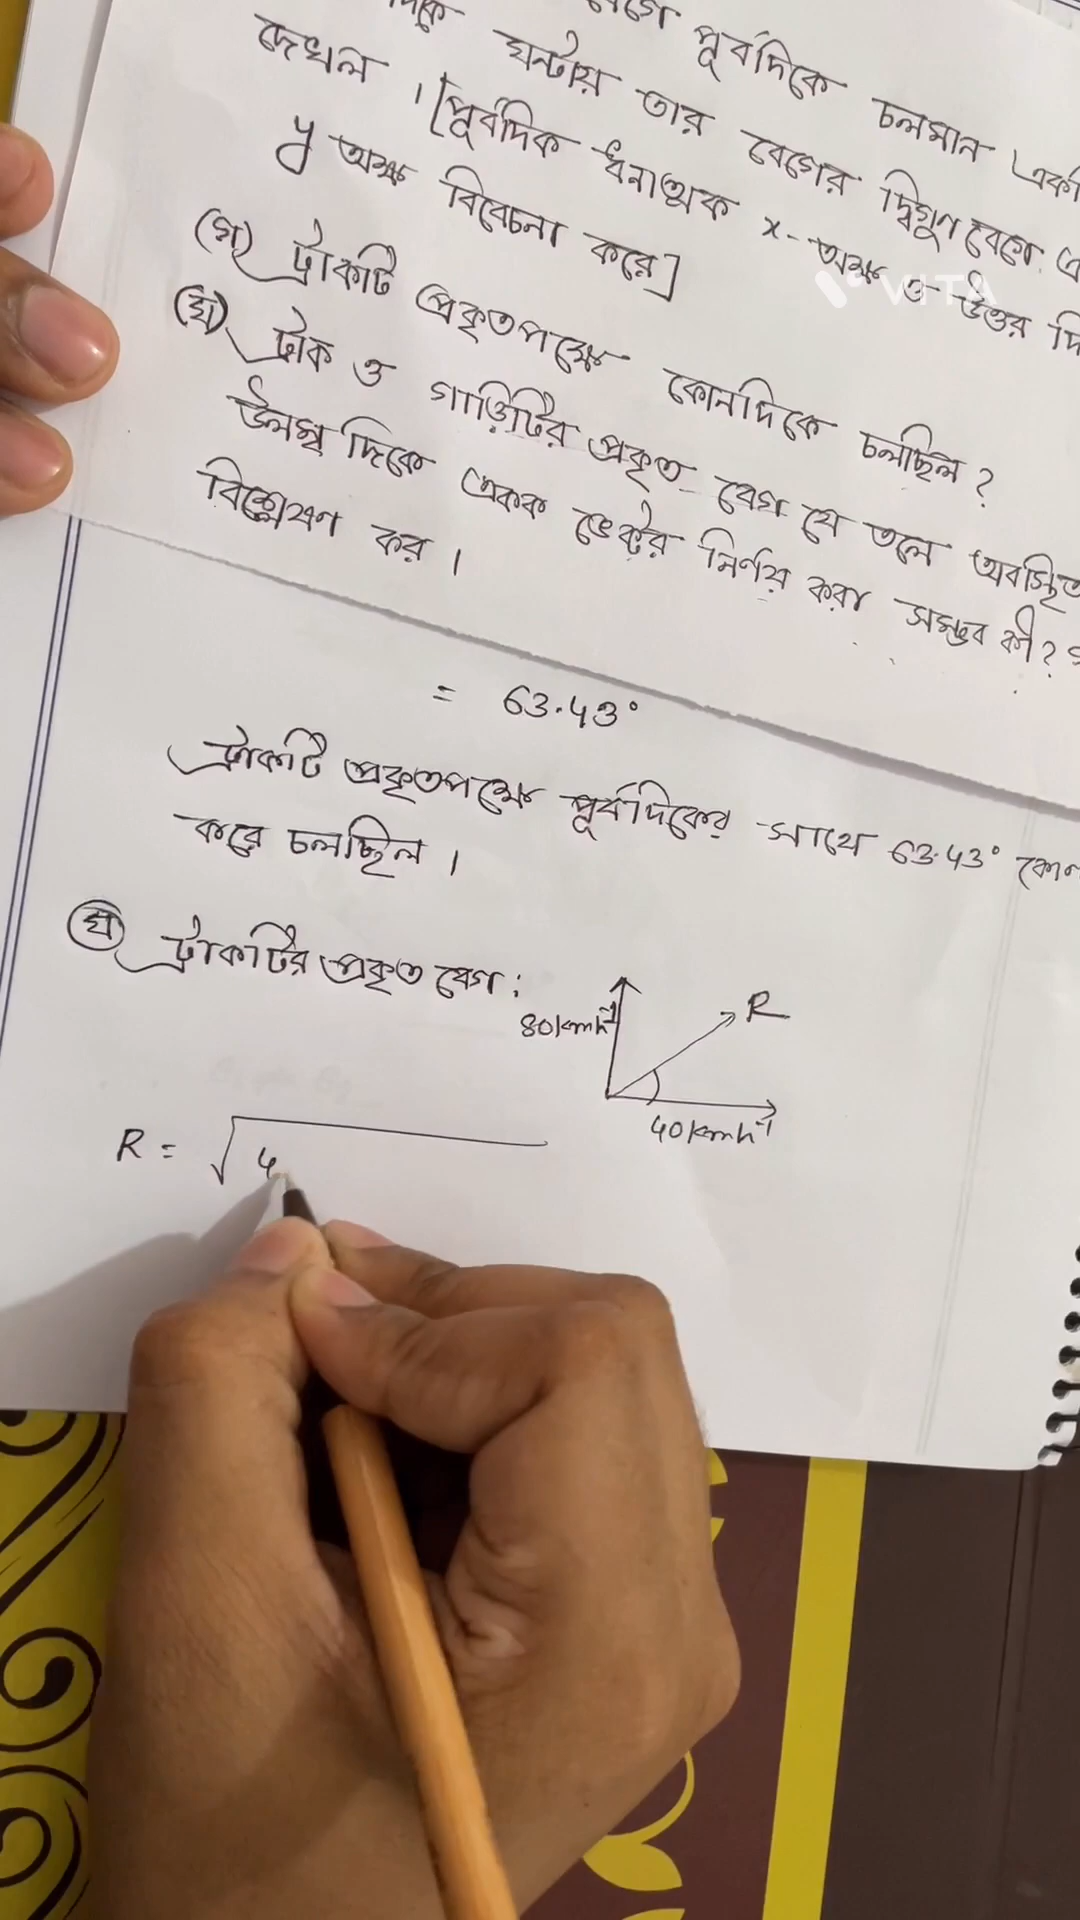 বেগে পূর্বদিকে চলমান একটি
দিকে ঘন্টায় তার বেগের দ্বিগুণ বেগে
দেখল । [পূর্বদিক ধনাত্মক x-অক্ষ ও উত্তর দি
y অক্ষ বিবেচনা করে]
(গ) ট্রাকটি প্রকৃতপক্ষে কোনদিকে চলছিল ?
(ঘ) ট্রাক ও গাড়িটির প্রকৃত বেগ যে তলে অবস্থিত
উলম্ব দিকে একক ভেক্টর নির্ণয় করা সম্ভব কী?
বিশ্লেষণ কর ।
VITA
= 63.43°
ট্রাকটি প্রকৃতপক্ষে পূর্বদিকের সাথে 63.43° কোন
করে চলছিল ।
(ঘ) ট্রাকটির প্রকৃত বেগ :
R
80kmh⁻¹
40kmh⁻¹
R = √4